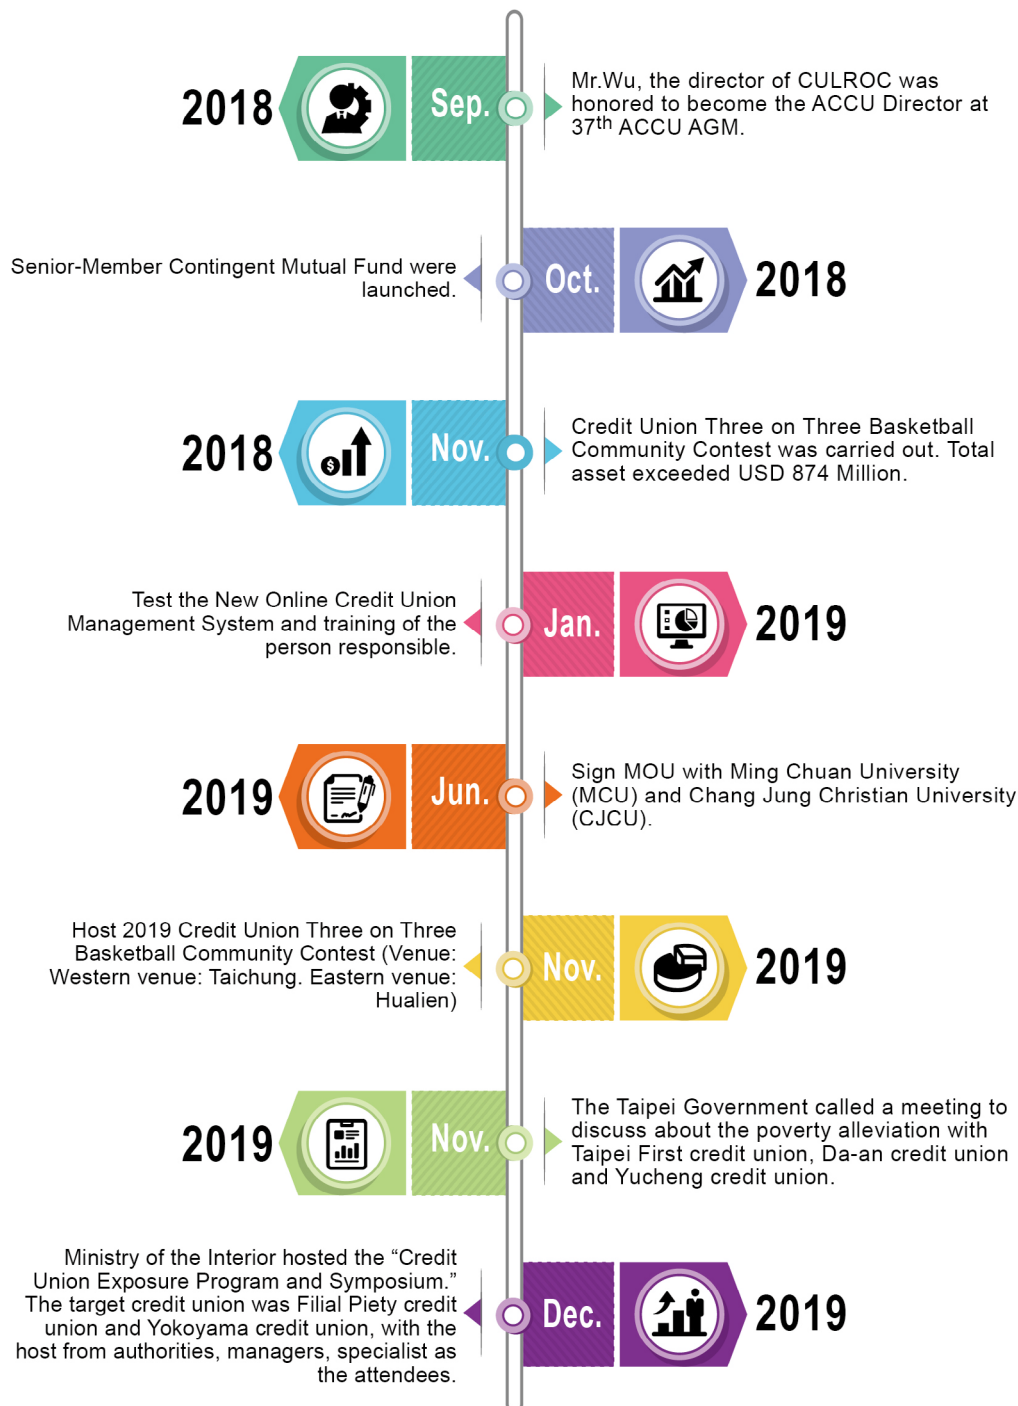 2018
Sep.
Mr.Wu, the director of CULROC was
honored to become the ACCU Director at
37th ACCU AGM.
Senior-Member Contingent Mutual Fund were
launched.
Oct.
2018
2018
Nov.
Credit Union Three on Three Basketball
Community Contest was carried out. Total
asset exceeded USD 874 Million.
Test the New Online Credit Union
Management System and training of the
person responsible.
Jan.
2019
2019
Jun.
Sign MOU with Ming Chuan University
(MCU) and Chang Jung Christian University
(CJCU).
Host 2019 Credit Union Three on Three
Basketball Community Contest (Venue:
Western venue: Taichung. Eastern venue:
Hualien)
Nov.
2019
2019
Nov.
The Taipei Government called a meeting to
discuss about the poverty alleviation with
Taipei First credit union, Da-an credit union
and Yucheng credit union.
Ministry of the Interior hosted the “Credit
Union Exposure Program and Symposium.”
The target credit union was Filial Piety credit
union and Yokoyama credit union, with the
host from authorities, managers, specialist as
the attendees.
Dec.
2019